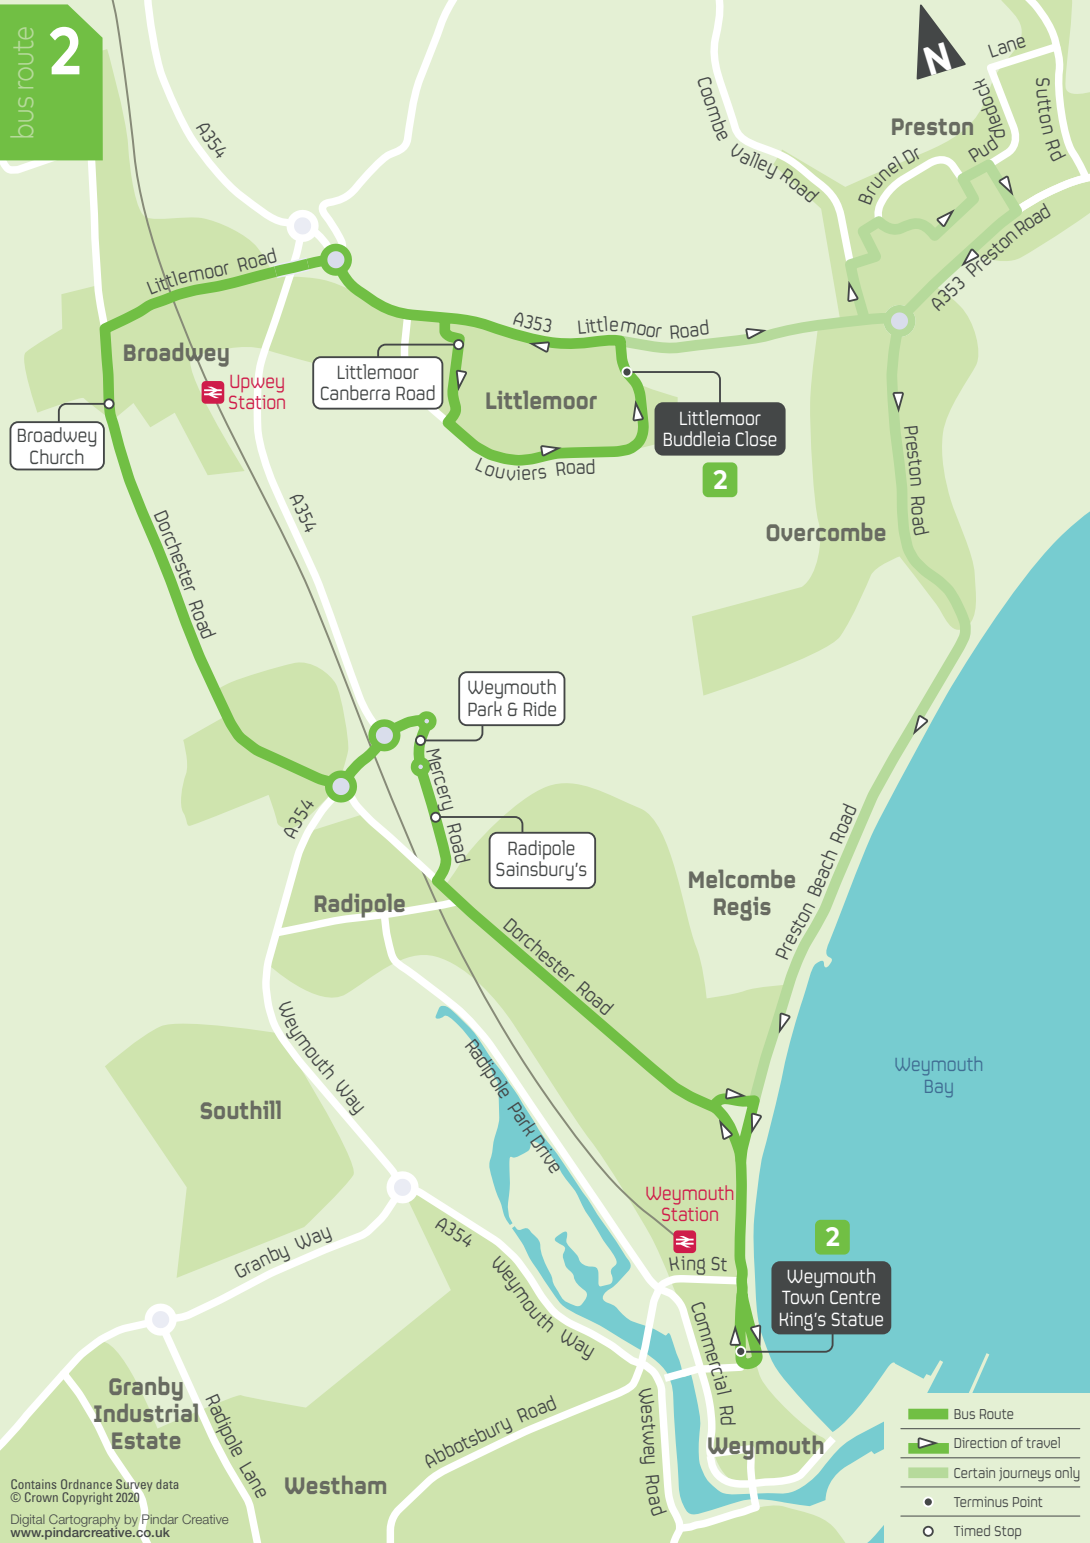 bus route
2
N
Lane
Puddock
Sutton Rd
Preston
Brunel Dr
Coombe Valley Road
A353 Preston Road
A354
Littlemoor Road
A353
Littlemoor Road
Broadwey
Upwey
Station
Broadwey
Church
Littlemoor
Canberra Road
Littlemoor
Littlemoor
Buddleia Close
2
Louviers Road
Preston Road
Overcombe
A354
Dorchester Road
Weymouth
Park & Ride
Mercery Road
A354
Radipole
Sainsbury's
Preston Beach Road
Melcombe
Regis
Radipole
Dorchester Road
Weymouth Way
Radipole Park Drive
Weymouth
Bay
Southill
Weymouth
Station
King St
2
Weymouth
Town Centre
King's Statue
Granby Way
A354
Weymouth Way
Commercial Rd
Granby
Industrial
Estate
Radipole Lane
Abbotsbury Road
Westwey Road
Weymouth
Westham
Bus Route
Direction of travel
Certain journeys only
Terminus Point
Timed Stop
Contains Ordnance Survey data
© Crown Copyright 2020
Digital Cartography by Pindar Creative
www.pindarcreative.co.uk